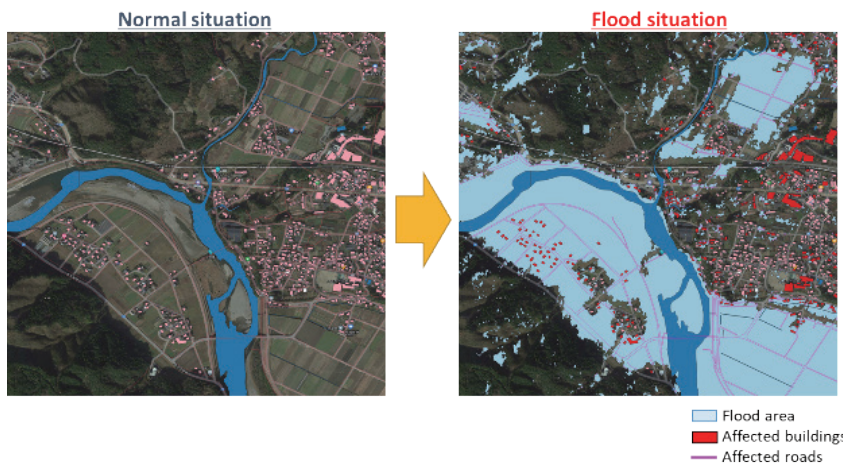 Normal situation
Flood situation
Flood area
Affected buildings
Affected roads